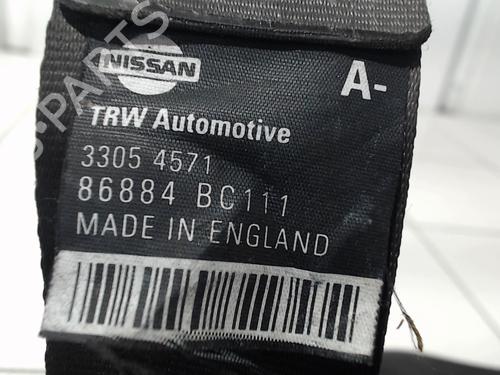 NISSAN
A-
TRW Automotive
3305 4571
86884 BC111
MADE IN ENGLAND